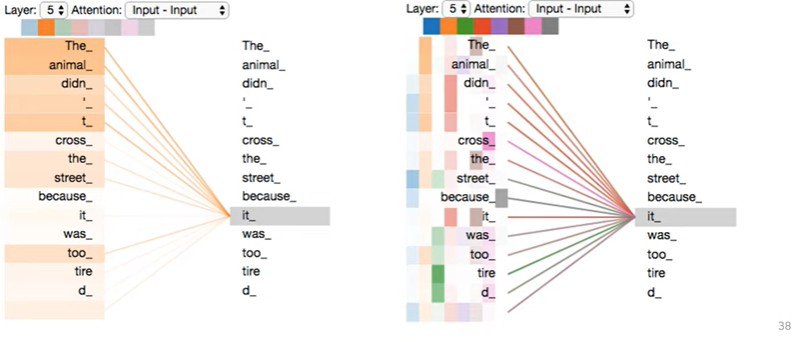 Layer: 5 Attention: Input - Input
The_ The_
animal_ animal_
didn_ didn_
'_ '_
t_ t_
cross_ cross_
the_ the_
street_ street_
because_ because_
it_ it_
was_ was_
too_ too_
tire tire
d_ d_
Layer: 5 Attention: Input - Input
The_ The_
animal_ animal_
didn_ didn_
'_ '_
t_ t_
cross_ cross_
the_ the_
street_ street_
because_ because_
it_ it_
was_ was_
too_ too_
tire tire
d_ d_
38